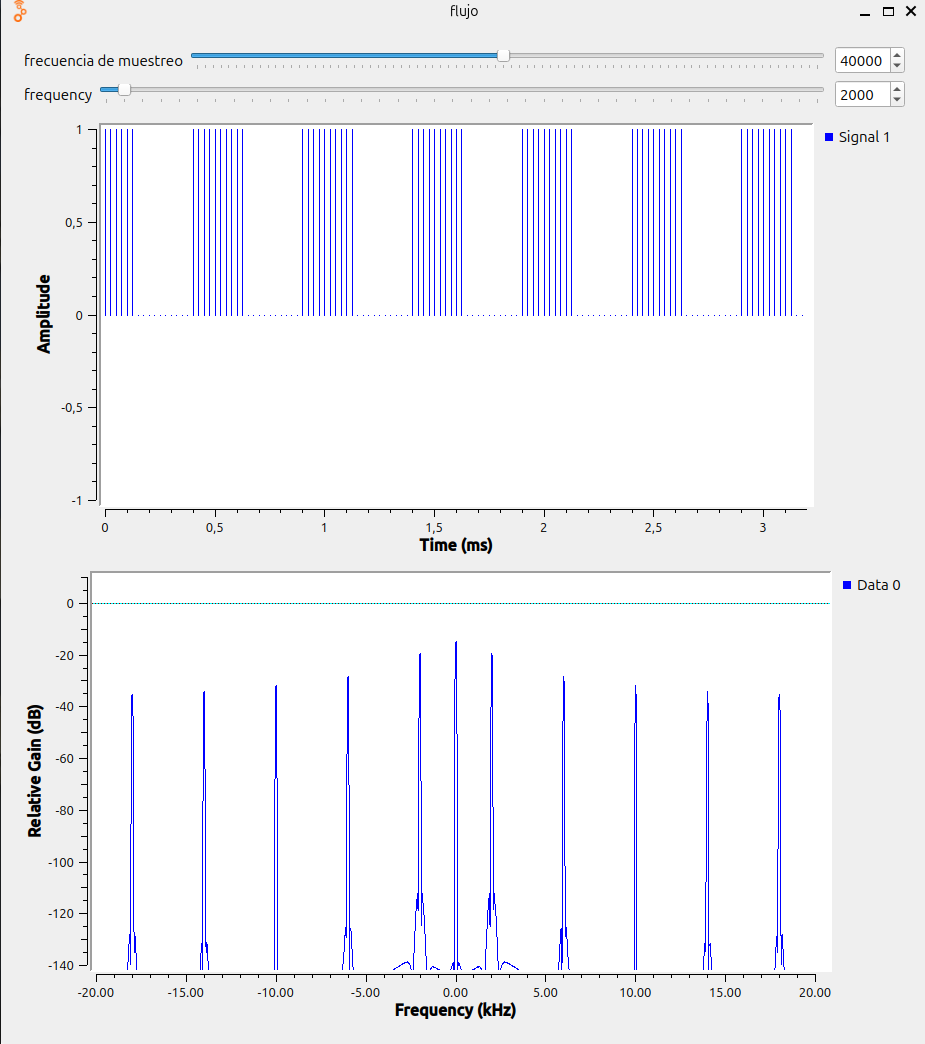 flujo
frecuencia de muestreo 40000
frequency 2000
1
0,5
0
-0,5
-1
Amplitude
Signal 1
0 0,5 1 1,5 2 2,5 3
Time (ms)
0
-20
-40
-60
-80
-100
-120
-140
Relative Gain (dB)
Data 0
-20.00 -15.00 -10.00 -5.00 0.00 5.00 10.00 15.00 20.00
Frequency (kHz)